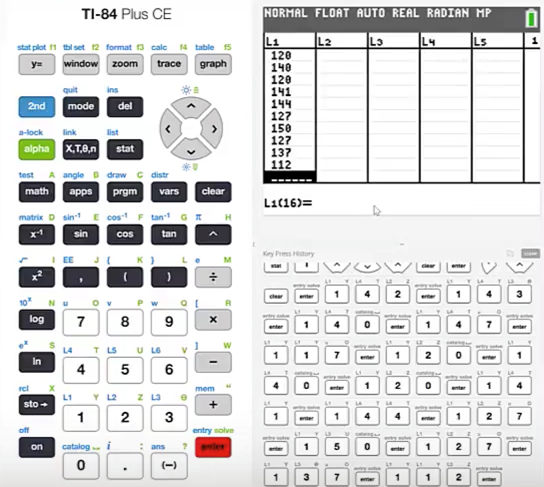 TI-84 Plus CE
stat plot f1 tbl set f2 format f3 calc f4 table f5
y= window zoom trace graph
quit ins
2nd mode del
a-lock link list
alpha X,T,θ,n stat
test A angle B draw C distr
math apps prgm vars clear
matrix D sin⁻¹ E cos⁻¹ F tan⁻¹ G π H
x⁻¹ sin cos tan ^
√ I EE J { K } L e M
x² , ( ) ÷
10ˣ N u O v P w Q [ R
log 7 8 9 ×
eˣ S L4 T L5 U L6 V ] W
ln 4 5 6 −
rcl X L1 Y L2 Z L3 θ mem "
sto→ 1 2 3 +
off catalog i : ans ? entry solve
on 0 . (−) enter
NORMAL FLOAT AUTO REAL RADIAN MP
L1 L2 L3 L4 L5 1
120
140
120
141
144
127
150
127
137
112
------
L1(16)=
Key Press History
stat 1 clear enter
clear enter 1 4 2 enter 1 4 3
enter 1 4 0 enter 1 4 7
1 1 7 enter 1 2 0 enter 1
4 0 enter 1 2 0 enter 1 4
1 enter 1 4 4 enter 1 2 7
enter 1 5 0 enter 1 2 7 enter
1 3 7 enter 1 1 2 enter